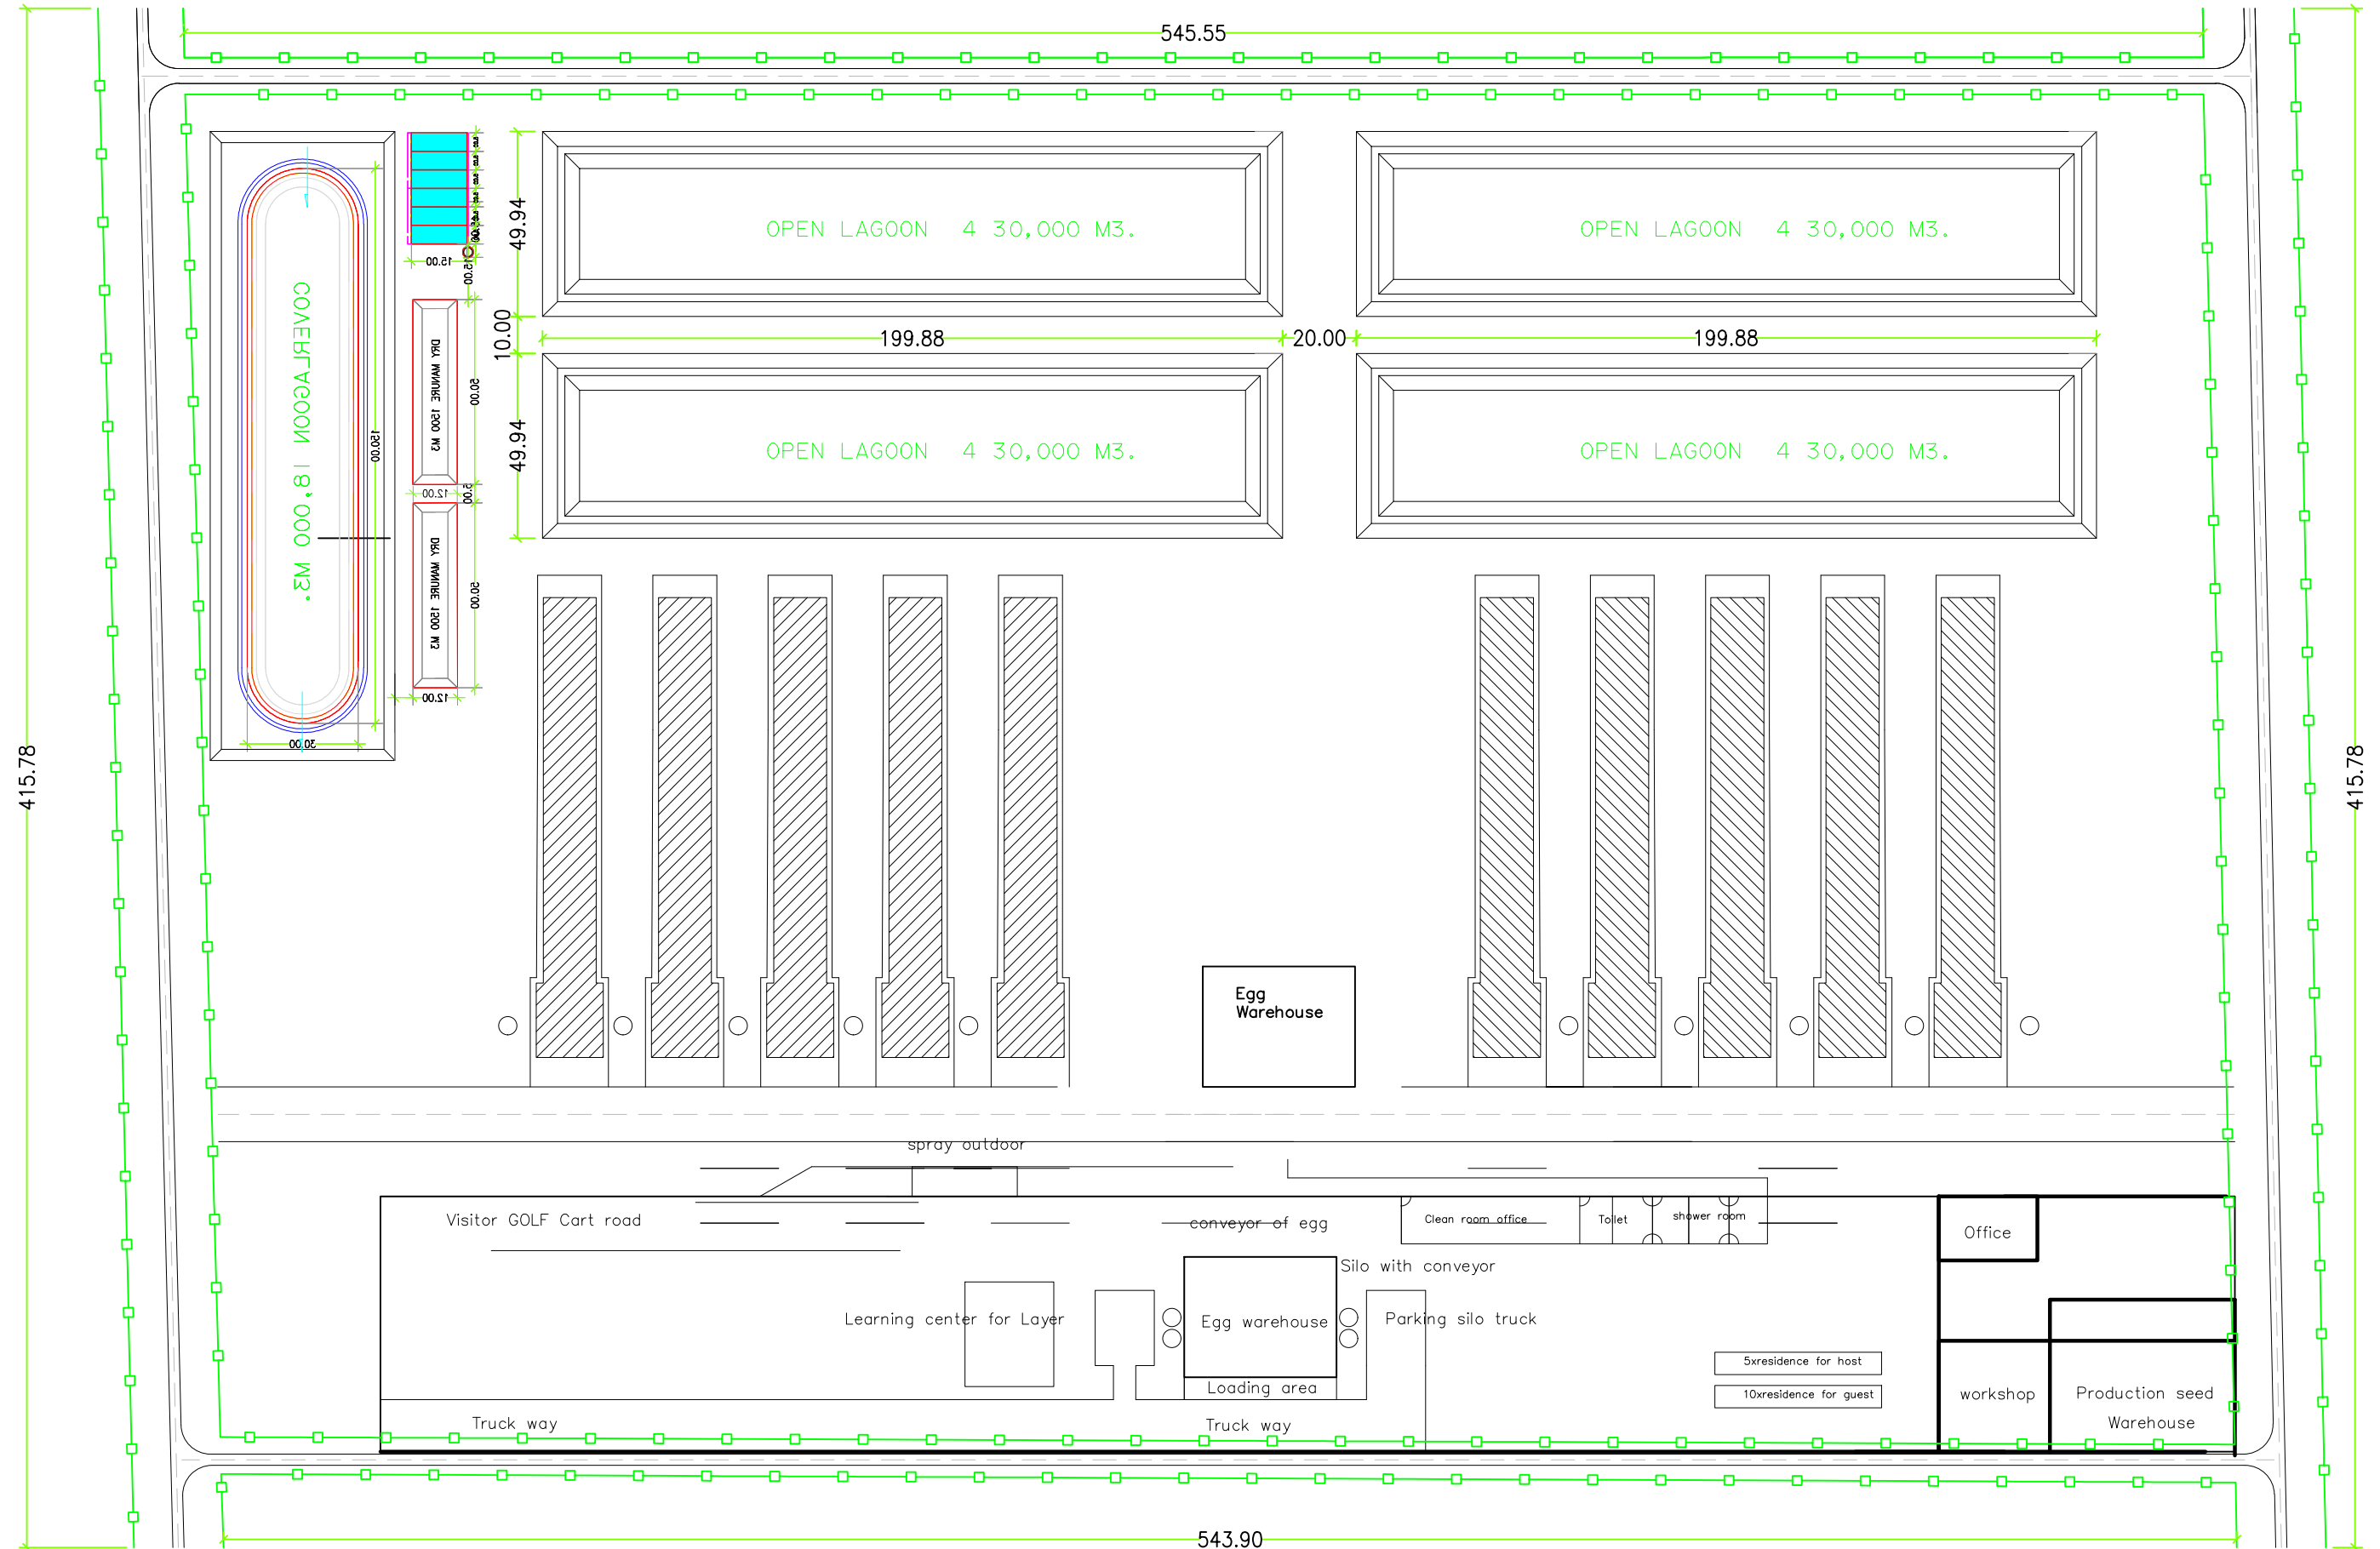 545.55
49.94
OPEN LAGOON 4 30,000 M3.
OPEN LAGOON 4 30,000 M3.
15.00
15.00
10.00
199.88
20.00
199.88
COVERLAGOON 18,000 M3.
150.00
DRY MANURE 1500 M3
50.00
49.94
OPEN LAGOON 4 30,000 M3.
OPEN LAGOON 4 30,000 M3.
12.00
5.00
DRY MANURE 1500 M3
50.00
12.00
30.00
415.78
415.78
Egg
Warehouse
spray outdoor
Visitor GOLF Cart road
conveyor of egg
Clean room office
Toilet
shower room
Office
Silo with conveyor
Learning center for Layer
Egg warehouse
Parking silo truck
5xresidence for host
Loading area
10xresidence for guest
workshop
Production seed
Warehouse
Truck way
Truck way
543.90